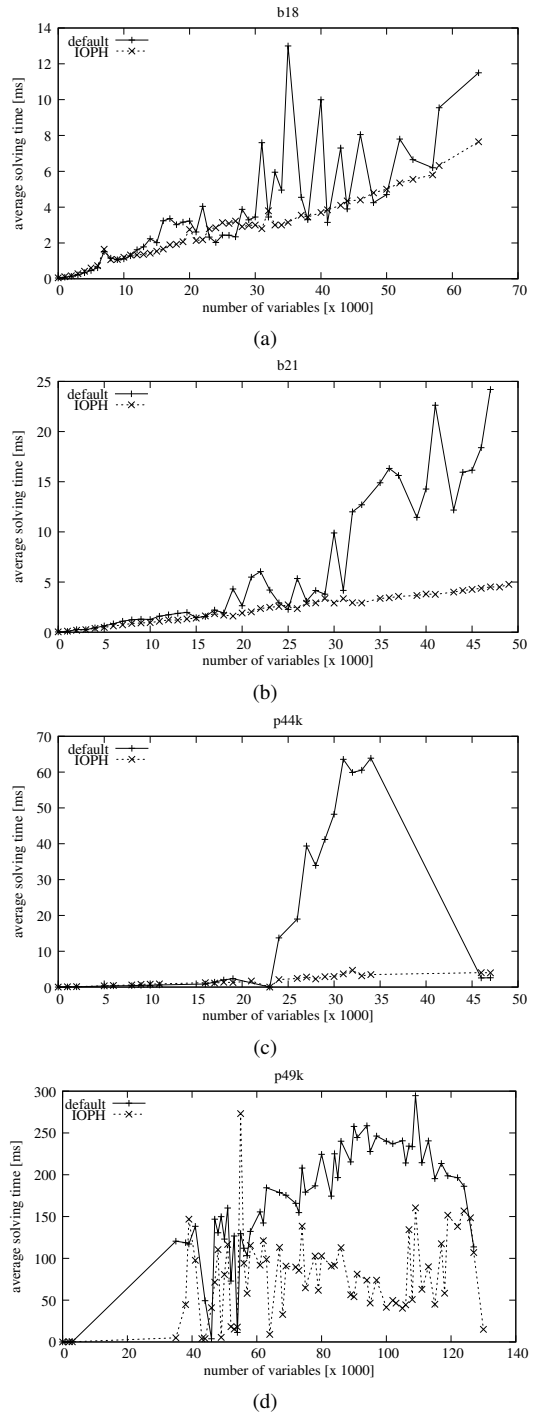 b18
default
IOPH
14
12
10
8
6
4
2
0
average solving time [ms]
0 10 20 30 40 50 60 70
number of variables [x 1000]
(a)
b21
default
IOPH
25
20
15
10
5
0
average solving time [ms]
0 5 10 15 20 25 30 35 40 45 50
number of variables [x 1000]
(b)
p44k
default
IOPH
70
60
50
40
30
20
10
0
average solving time [ms]
0 5 10 15 20 25 30 35 40 45 50
number of variables [x 1000]
(c)
p49k
default
IOPH
300
250
200
150
100
50
0
average solving time [ms]
0 20 40 60 80 100 120 140
number of variables [x 1000]
(d)